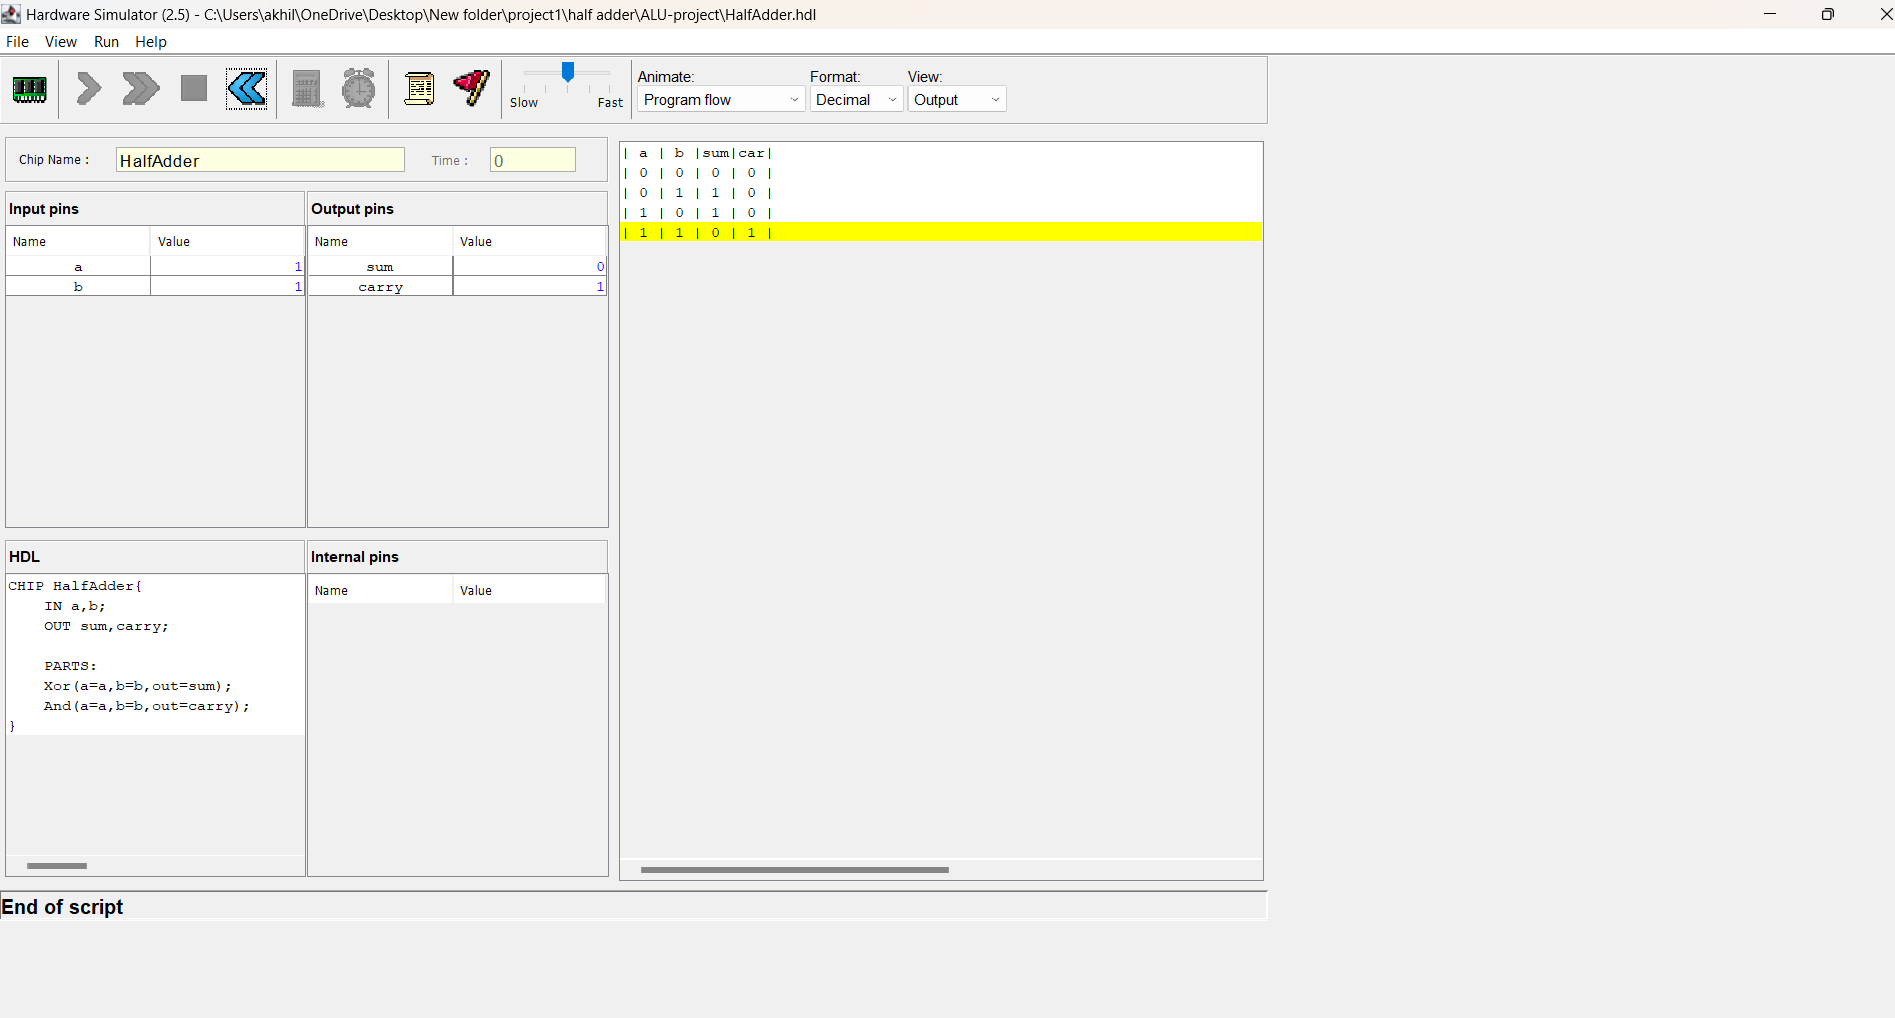 Hardware Simulator (2.5) - C:\Users\akhil\OneDrive\Desktop\New folder\project1\half adder\ALU-project\HalfAdder.hdl
File View Run Help
Slow Fast
Animate: Format: View:
Program flow Decimal Output
Chip Name : HalfAdder Time : 0
Input pins
Name Value
a 1
b 1
Output pins
Name Value
sum 0
carry 1
| a | b |sum|car|
| 0 | 0 | 0 | 0 |
| 0 | 1 | 1 | 0 |
| 1 | 0 | 1 | 0 |
| 1 | 1 | 0 | 1 |
HDL
CHIP HalfAdder{
IN a,b;
OUT sum,carry;
PARTS:
Xor(a=a,b=b,out=sum);
And(a=a,b=b,out=carry);
}
Internal pins
Name Value
End of script